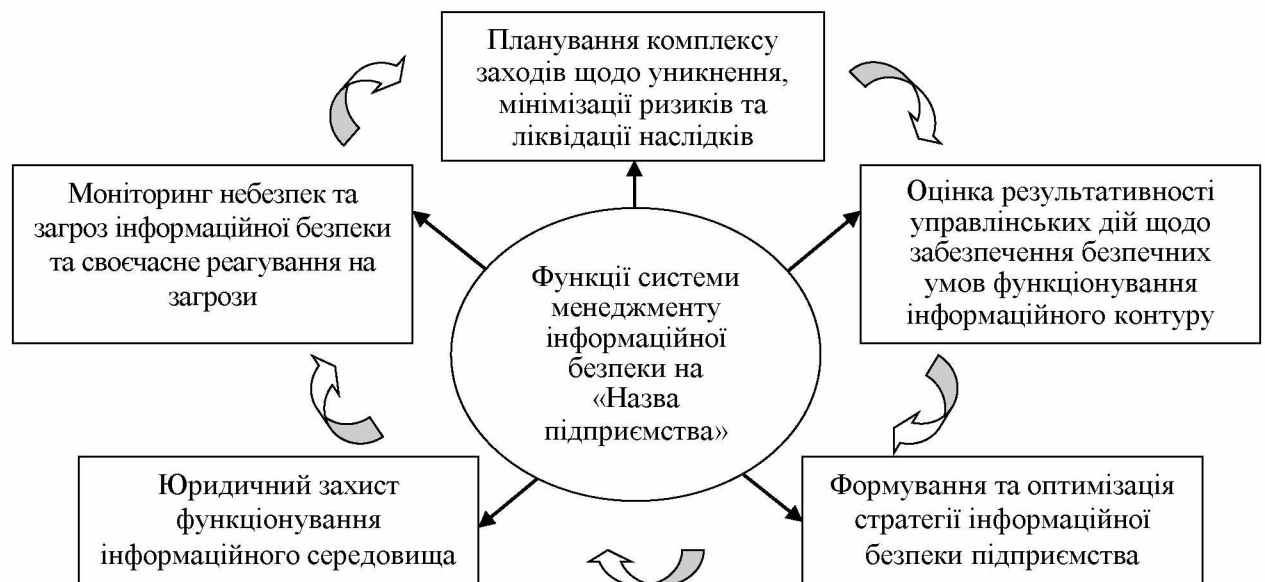 Планування комплексу
заходів щодо уникнення,
мінімізації ризиків та
ліквідації наслідків
Моніторинг небезпек та
загроз інформаційної безпеки
та своєчасне реагування на
загрози
Оцінка результативності
управлінських дій щодо
забезпечення безпечних
умов функціонування
інформаційного контуру
Функції системи
менеджменту
інформаційної
безпеки на
«Назва
підприємства»
Юридичний захист
функціонування
інформаційного середовища
Формування та оптимізація
стратегії інформаційної
безпеки підприємства